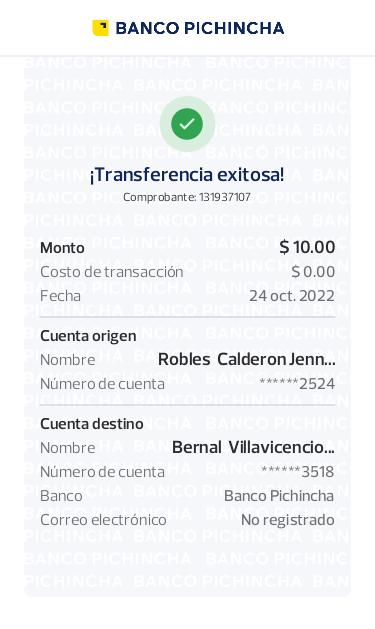 BANCO PICHINCHA
¡Transferencia exitosa!
Comprobante: 131937107
Monto $ 10.00
Costo de transacción $ 0.00
Fecha 24 oct. 2022
Cuenta origen
Nombre Robles Calderon Jenn...
Número de cuenta ******2524
Cuenta destino
Nombre Bernal Villavicencio...
Número de cuenta ******3518
Banco Banco Pichincha
Correo electrónico No registrado